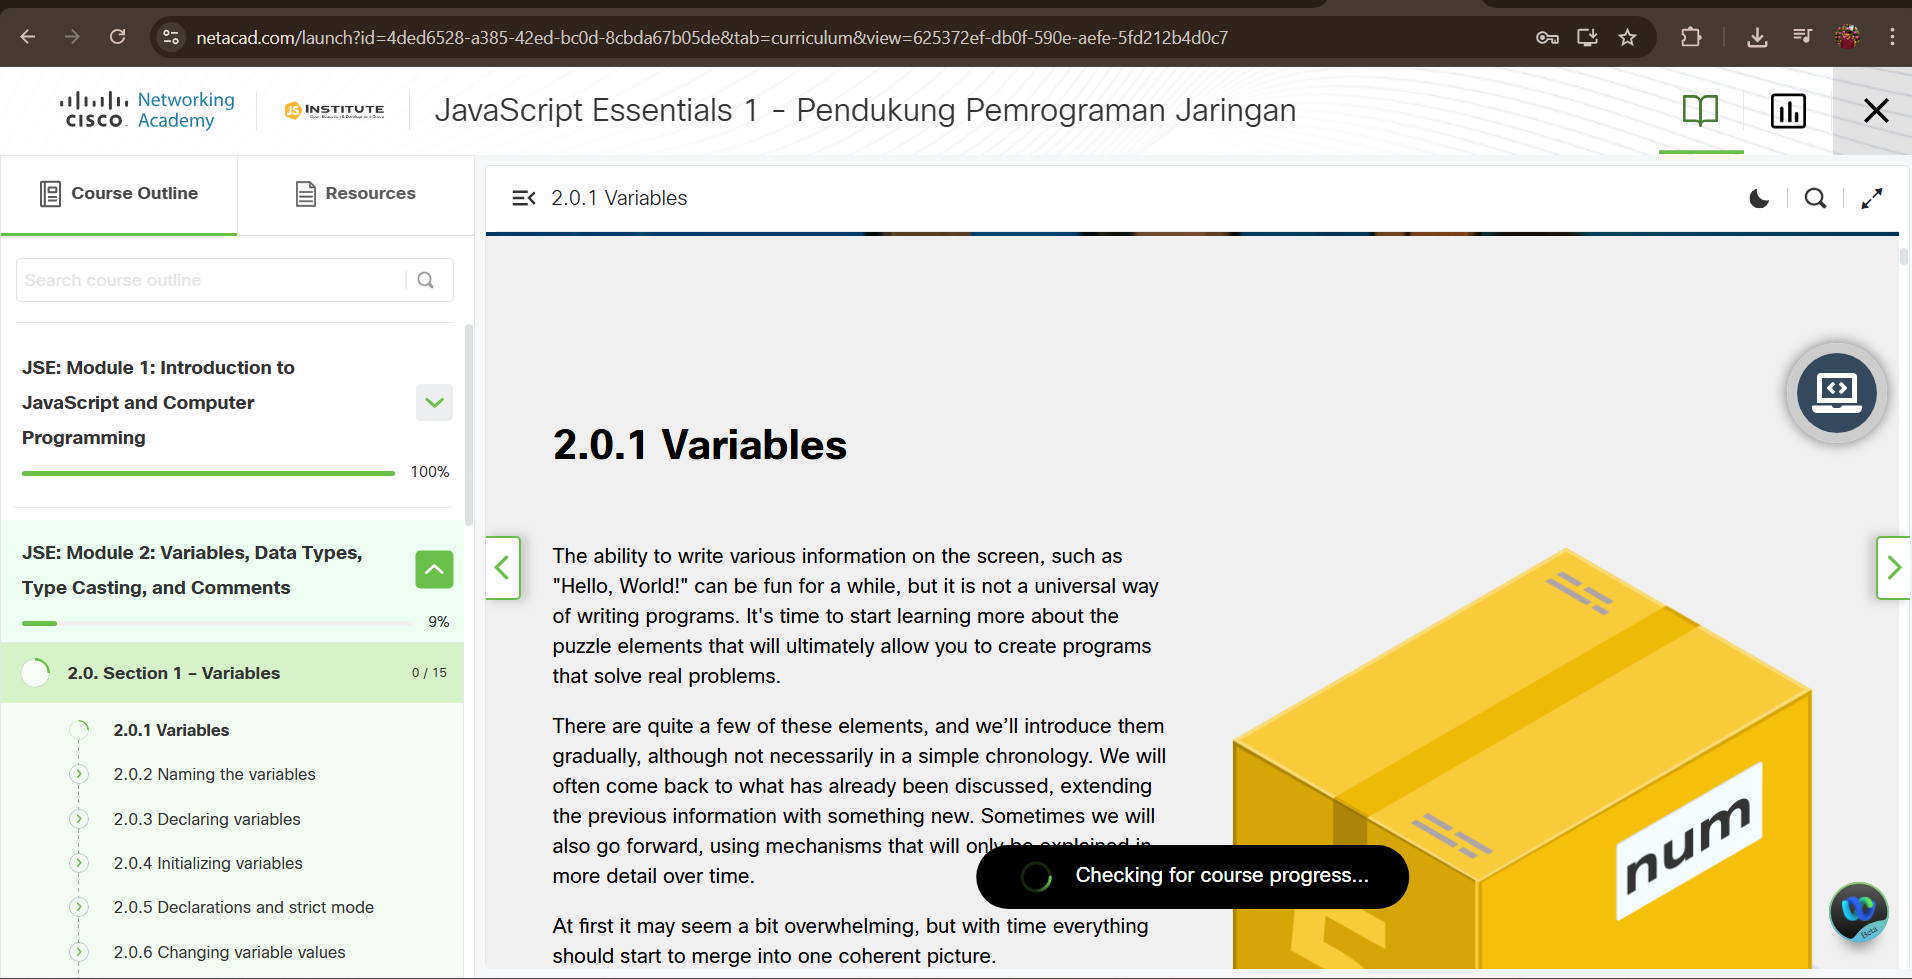 netacad.com/launch?id=4ded6528-a385-42ed-bc0d-8cbda67b05de&tab=curriculum&view=625372ef-db0f-590e-aefe-5fd212b4d0c7
CISCO
Networking
Academy
JS INSTITUTE
JavaScript Essentials 1 - Pendukung Pemrograman Jaringan
Course Outline
Resources
2.0.1 Variables
Search course outline
JSE: Module 1: Introduction to
JavaScript and Computer
Programming
100%
JSE: Module 2: Variables, Data Types,
Type Casting, and Comments
9%
2.0. Section 1 – Variables
0 / 15
2.0.1 Variables
2.0.2 Naming the variables
2.0.3 Declaring variables
2.0.4 Initializing variables
2.0.5 Declarations and strict mode
2.0.6 Changing variable values
2.0.1 Variables
The ability to write various information on the screen, such as
"Hello, World!" can be fun for a while, but it is not a universal way
of writing programs. It's time to start learning more about the
puzzle elements that will ultimately allow you to create programs
that solve real problems.
There are quite a few of these elements, and we’ll introduce them
gradually, although not necessarily in a simple chronology. We will
often come back to what has already been discussed, extending
the previous information with something new. Sometimes we will
also go forward, using mechanisms that will only be explained in
more detail over time.
At first it may seem a bit overwhelming, but with time everything
should start to merge into one coherent picture.
num
Checking for course progress...
Beta